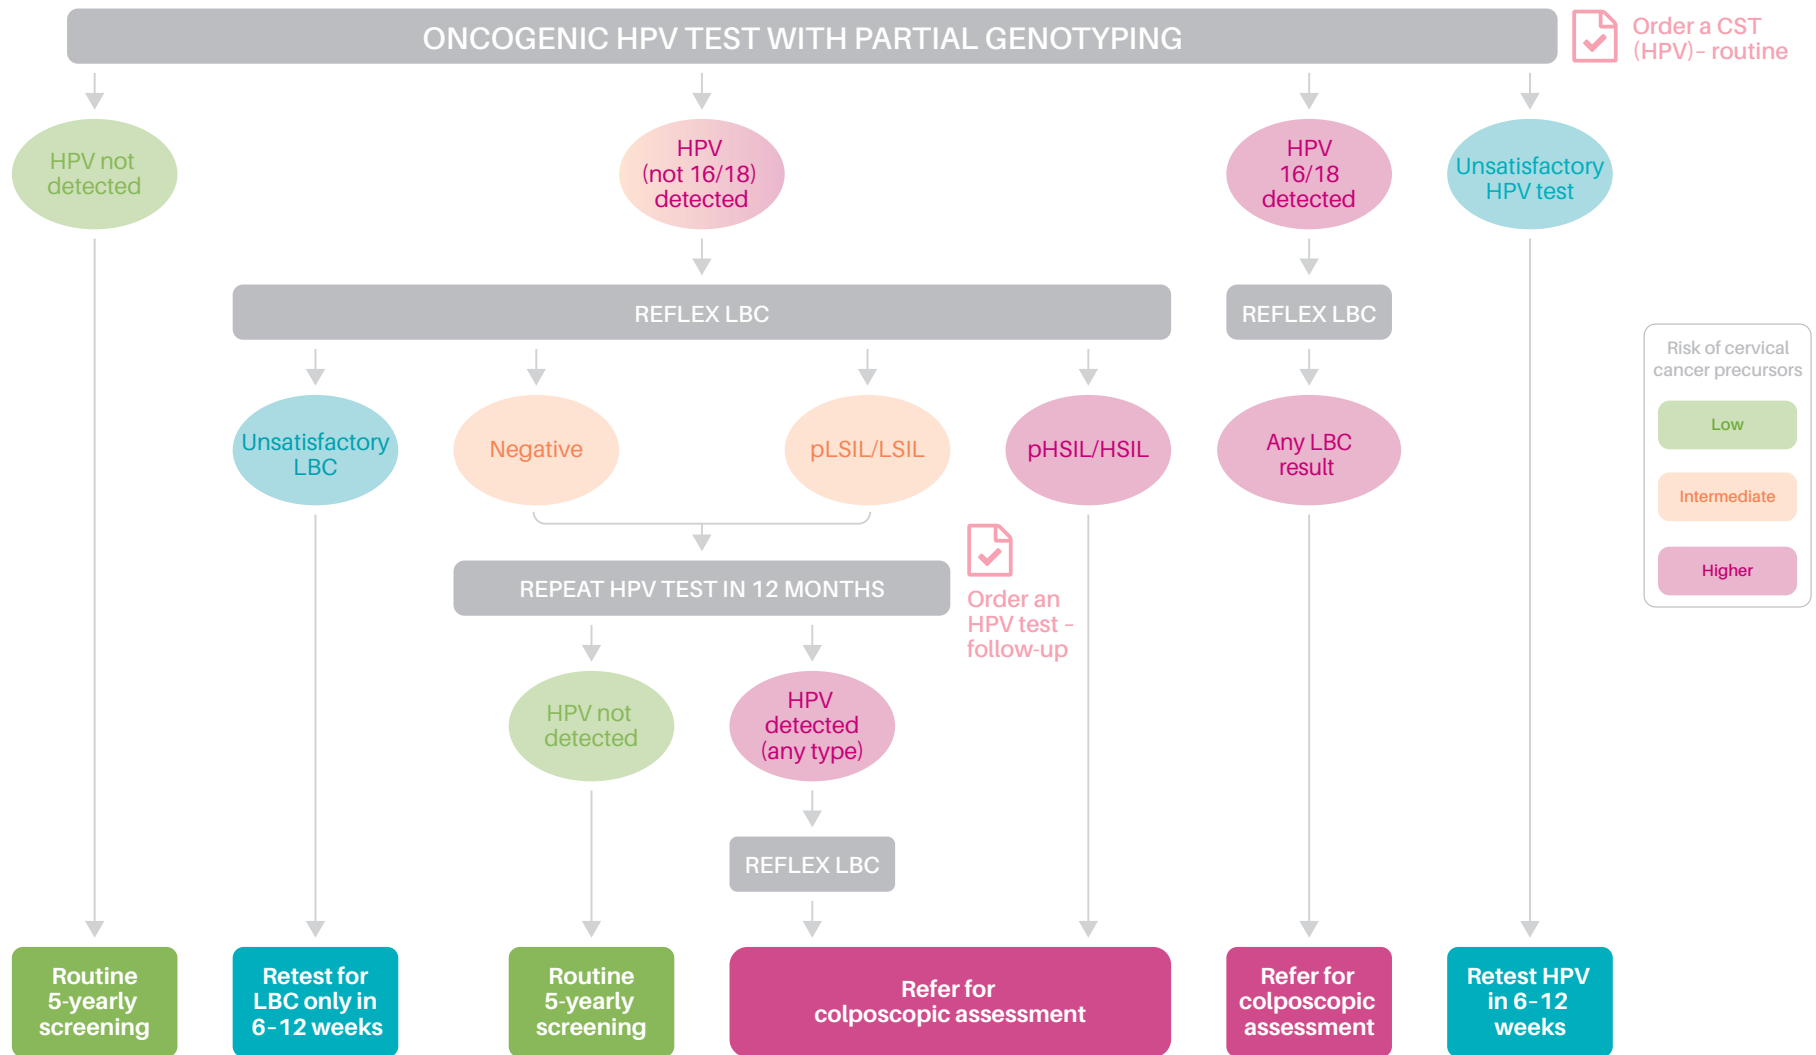 ONCOGENIC HPV TEST WITH PARTIAL GENOTYPING
Order a CST
(HPV) – routine
HPV not
detected
HPV
(not 16/18)
detected
HPV
16/18
detected
Unsatisfactory
HPV test
REFLEX LBC
REFLEX LBC
Risk of cervical
cancer precursors
Low
Intermediate
Higher
Unsatisfactory
LBC
Negative
pLSIL/LSIL
pHSIL/HSIL
Any LBC
result
REPEAT HPV TEST IN 12 MONTHS
Order an
HPV test –
follow-up
HPV not
detected
HPV
detected
(any type)
REFLEX LBC
Routine
5-yearly
screening
Retest for
LBC only in
6–12 weeks
Routine
5-yearly
screening
Refer for
colposcopic assessment
Refer for
colposcopic
assessment
Retest HPV
in 6–12
weeks